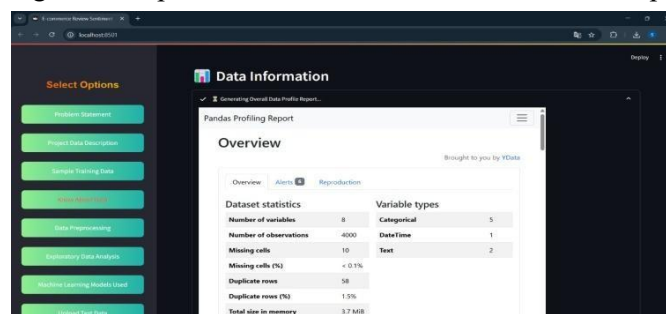 E-commerce Review Sentiment
localhost:8501
Deploy
Select Options
Problem Statement
Project Data Description
Sample Training Data
Data Preprocessing
Exploratory Data Analysis
Machine Learning Models Used
Upload Test Data
Data Information
Generating Overall Data Profile Report...
Pandas Profiling Report
Overview
Brought to you by YData
Overview Alerts 6 Reproduction
Dataset statistics
Number of variables 8
Number of observations 4000
Missing cells 10
Missing cells (%) < 0.1%
Duplicate rows 58
Duplicate rows (%) 1.5%
Total size in memory 3.7 MiB
Variable types
Categorical 5
DateTime 1
Text 2